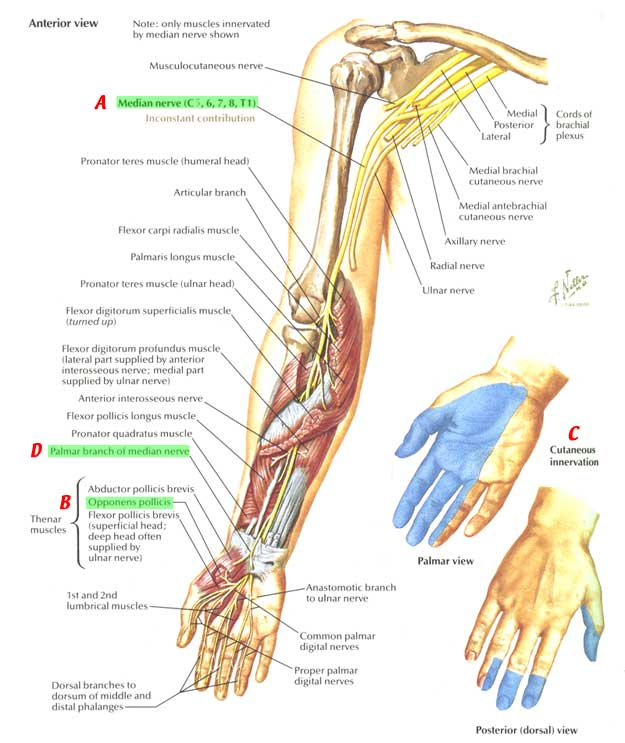 Anterior view
Note: only muscles innervated
by median nerve shown
Musculocutaneous nerve
A
Median nerve (C5, 6, 7, 8, T1)
Inconstant contribution
Medial
Posterior
Lateral
Cords of
brachial
plexus
Pronator teres muscle (humeral head)
Articular branch
Flexor carpi radialis muscle
Palmaris longus muscle
Pronator teres muscle (ulnar head)
Flexor digitorum superficialis muscle
(turned up)
Flexor digitorum profundus muscle
(lateral part supplied by anterior
interosseous nerve; medial part
supplied by ulnar nerve)
Anterior interosseous nerve
Flexor pollicis longus muscle
Pronator quadratus muscle
D
Palmar branch of median nerve
Medial brachial
cutaneous nerve
Medial antebrachial
cutaneous nerve
Axillary nerve
Radial nerve
Ulnar nerve
Thenar
muscles
Abductor pollicis brevis
B
Opponens pollicis
Flexor pollicis brevis
(superficial head;
deep head often
supplied by
ulnar nerve)
1st and 2nd
lumbrical muscles
Dorsal branches to
dorsum of middle and
distal phalanges
Anastomotic branch
to ulnar nerve
Common palmar
digital nerves
Proper palmar
digital nerves
C
Cutaneous
innervation
Palmar view
Posterior (dorsal) view